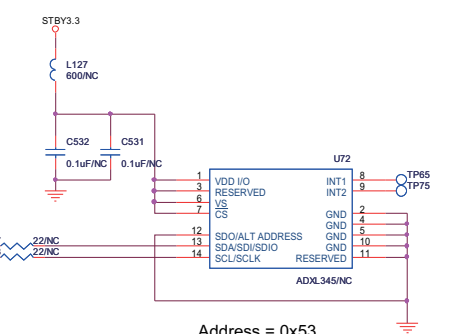 STBY3.3
L127
600/NC
C532
C531
0.1uF/NC
0.1uF/NC
U72
1
3
6
7
VDD I/O
RESERVED
VS
CS
INT1
INT2
8
9
TP65
TP75
GND
GND
GND
GND
RESERVED
2
4
5
10
11
12
13
14
SDO/ALT ADDRESS
SDA/SDI/SDIO
SCL/SCLK
22/NC
22/NC
ADXL345/NC
Address = 0x53